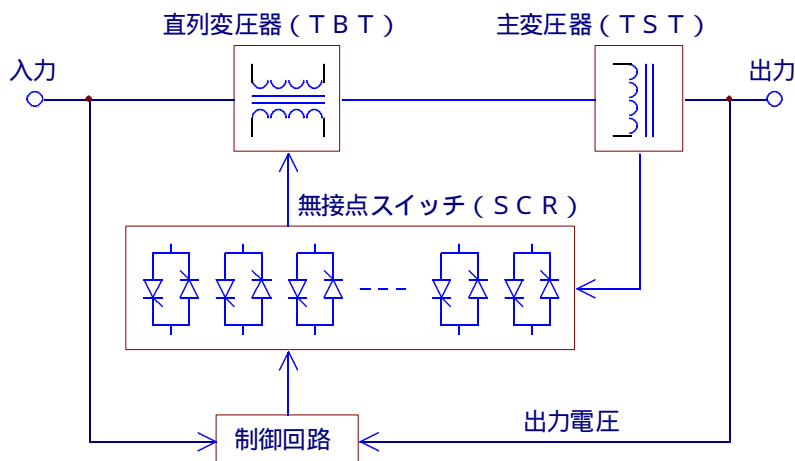 直列変圧器(ＴＢＴ)
主変圧器(ＴＳＴ)
入力
出力
無接点スイッチ(ＳＣＲ)
出力電圧
制御回路